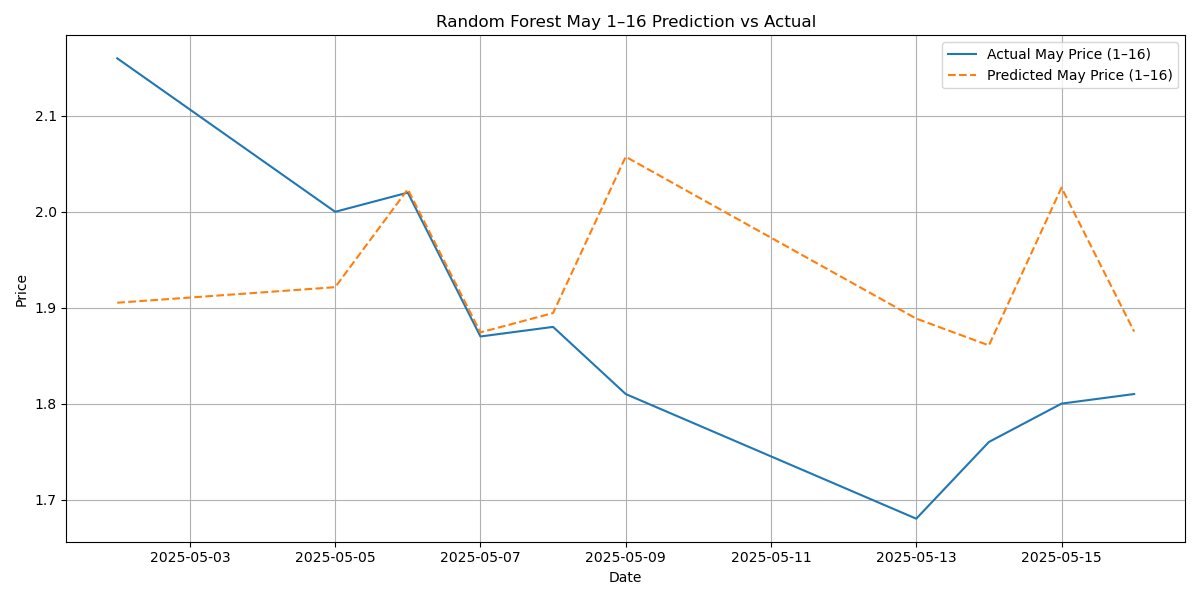 Random Forest May 1–16 Prediction vs Actual
Actual May Price (1–16)
Predicted May Price (1–16)
Price
2.1
2.0
1.9
1.8
1.7
2025-05-03
2025-05-05
2025-05-07
2025-05-09
2025-05-11
2025-05-13
2025-05-15
Date